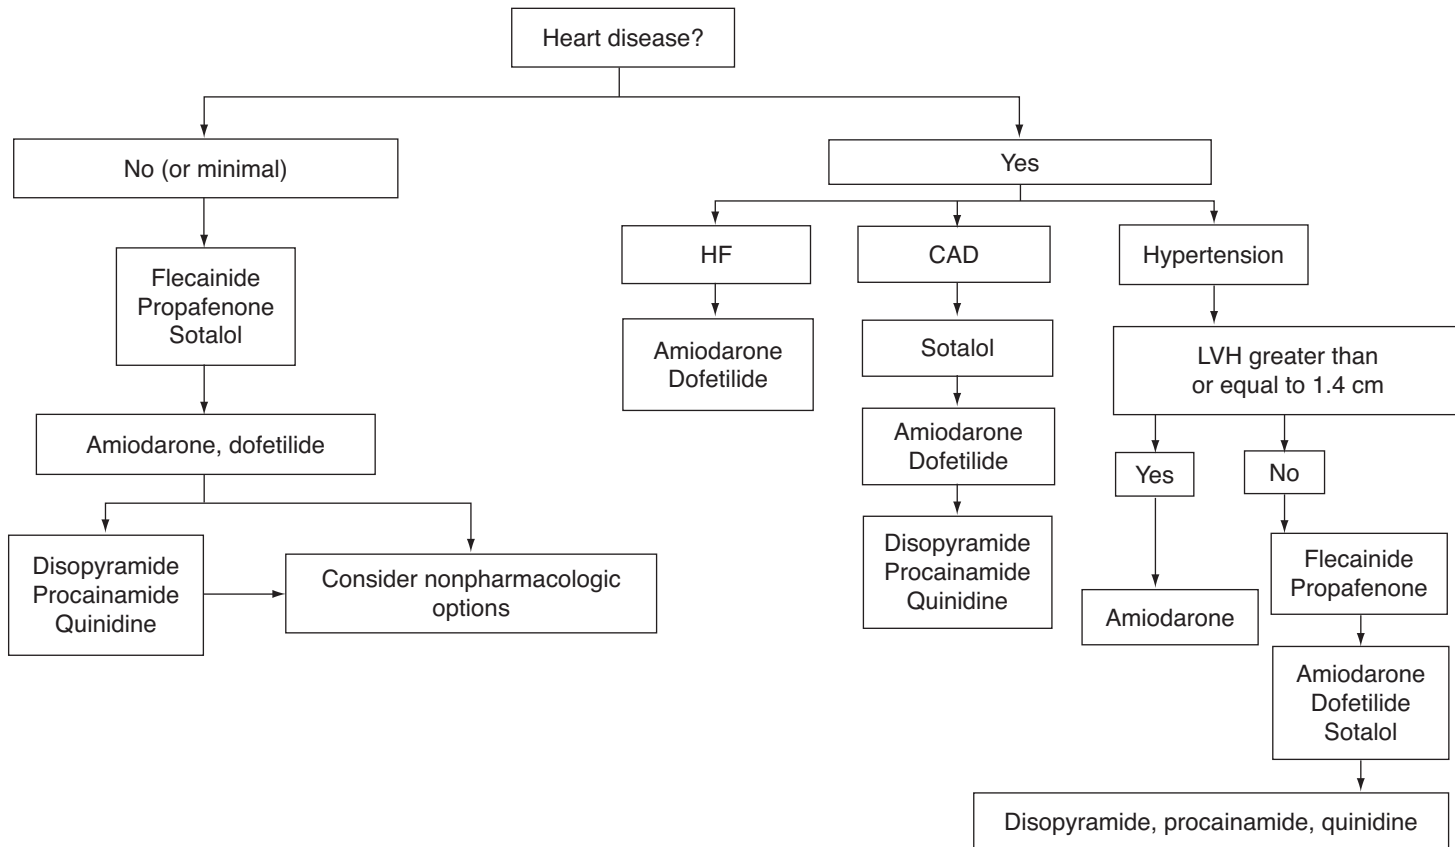 Heart disease?
No (or minimal)
Yes
Flecainide
Propafenone
Sotalol
Amiodarone, dofetilide
Disopyramide
Procainamide
Quinidine
Consider nonpharmacologic
options
HF
Amiodarone
Dofetilide
CAD
Sotalol
Amiodarone
Dofetilide
Disopyramide
Procainamide
Quinidine
Hypertension
LVH greater than
or equal to 1.4 cm
Yes
Amiodarone
No
Flecainide
Propafenone
Amiodarone
Dofetilide
Sotalol
Disopyramide, procainamide, quinidine